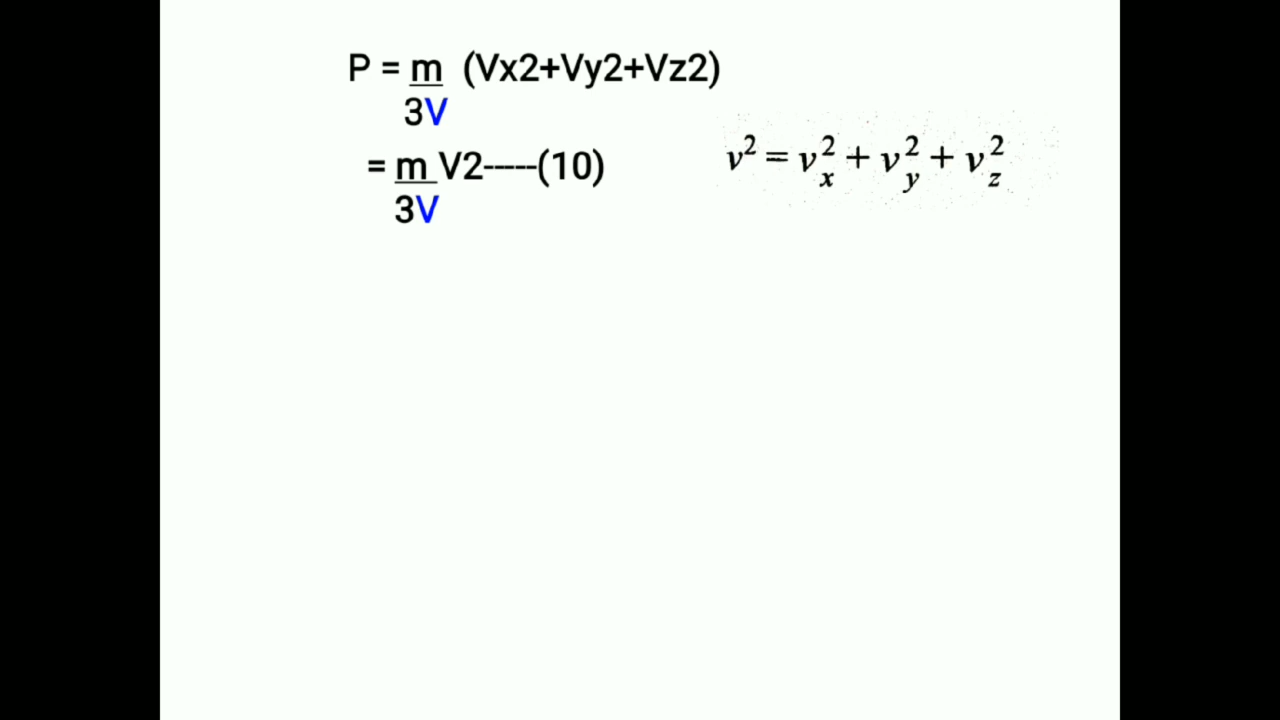 P = m (Vx2+Vy2+Vz2)
3V
v² = v²x + v²y + v²z
= m V2-----(10)
3V